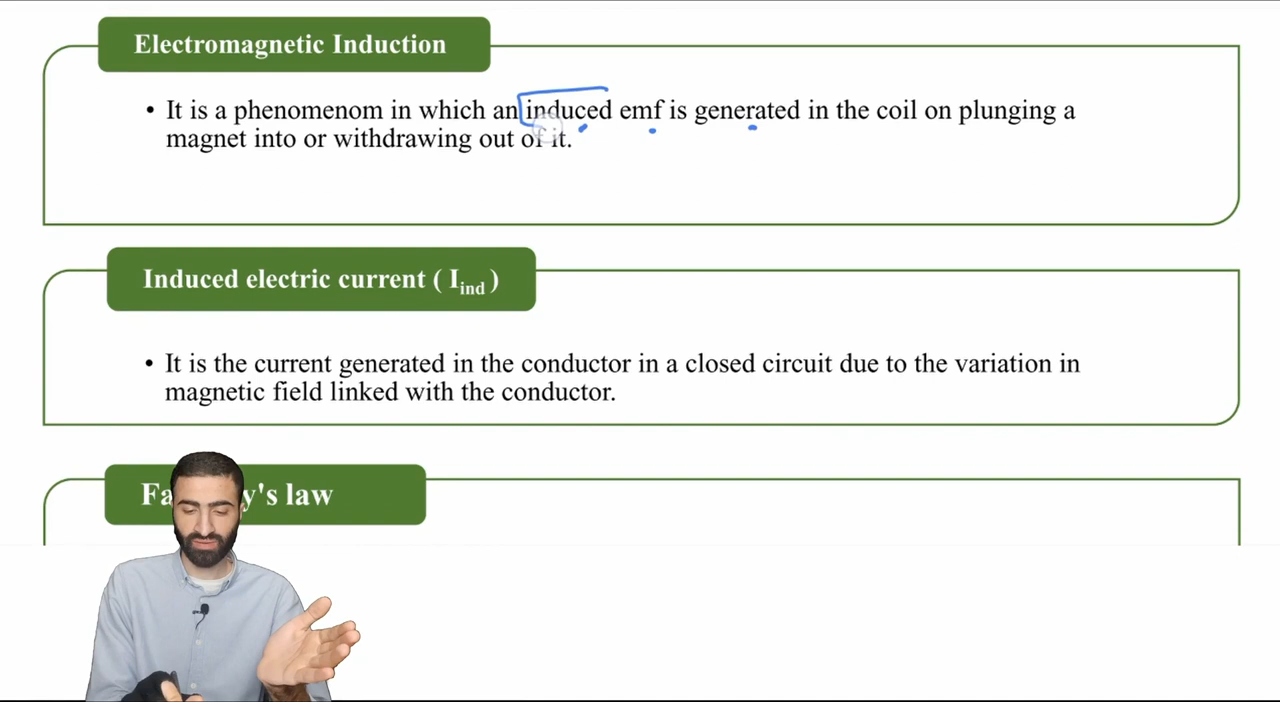 Electromagnetic Induction
• It is a phenomenom in which an induced emf is generated in the coil on plunging a
magnet into or withdrawing out of it.
Induced electric current ( Iind )
• It is the current generated in the conductor in a closed circuit due to the variation in
magnetic field linked with the conductor.
Fa y's law